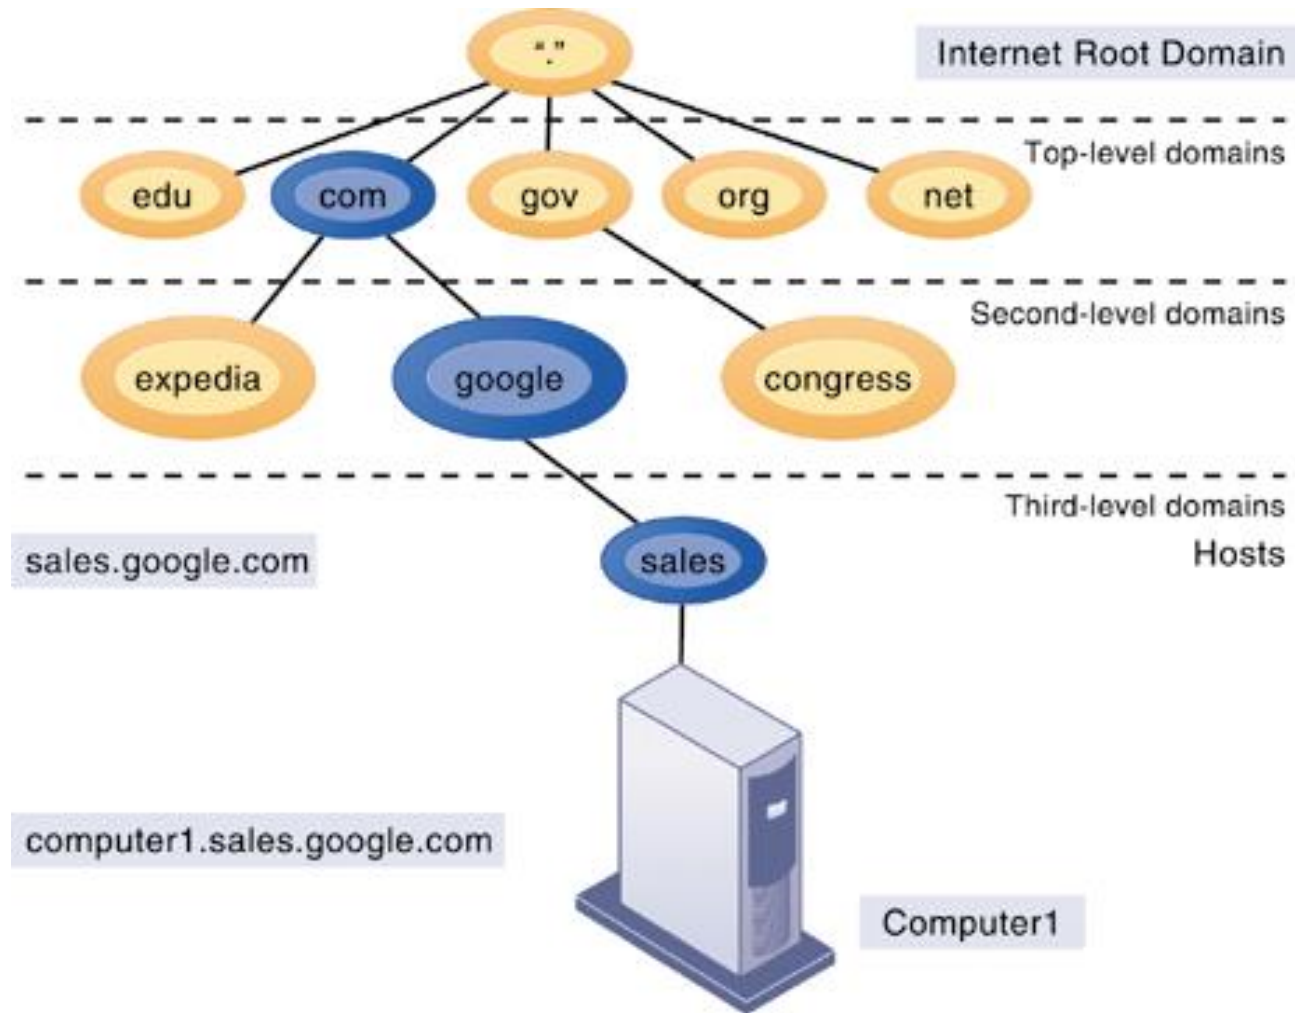 “.”
Internet Root Domain
Top-level domains
edu
com
gov
org
net
Second-level domains
expedia
google
congress
Third-level domains
Hosts
sales.google.com
sales
computer1.sales.google.com
Computer1